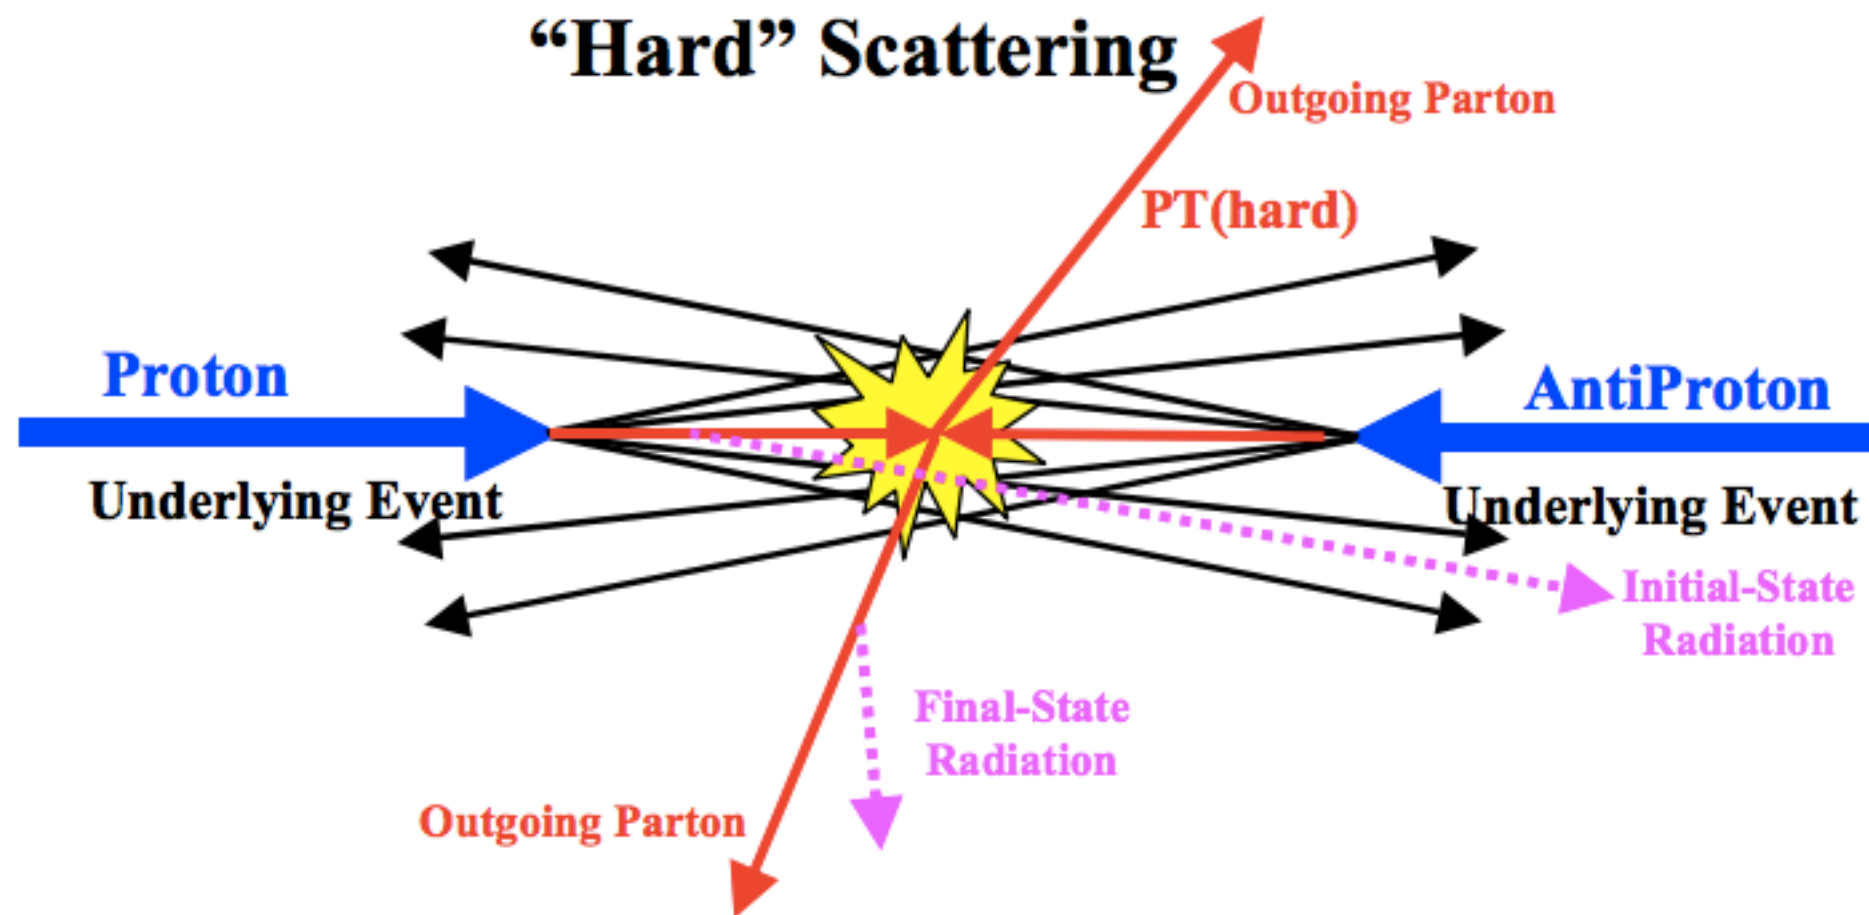 “Hard” Scattering
Outgoing Parton
PT(hard)
Proton
AntiProton
Underlying Event
Underlying Event
Initial-State
Radiation
Final-State
Radiation
Outgoing Parton